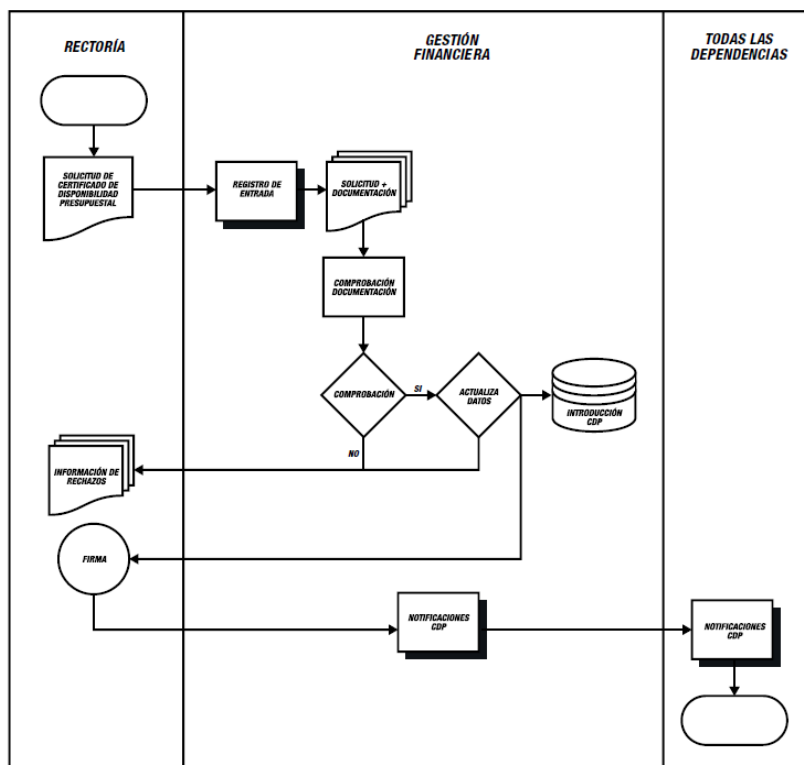 RECTORÍA
GESTIÓN
FINANCIERA
TODAS LAS
DEPENDENCIAS
SOLICITUD DE
CERTIFICADO DE
DISPONIBILIDAD
PRESUPUESTAL
REGISTRO DE
ENTRADA
SOLICITUD +
DOCUMENTACIÓN
COMPROBACIÓN
DOCUMENTACIÓN
COMPROBACIÓN
SI
ACTUALIZA
DATOS
INTRODUCCIÓN
CDP
NO
INFORMACIÓN DE
RECHAZOS
FIRMA
NOTIFICACIONES
CDP
NOTIFICACIONES
CDP